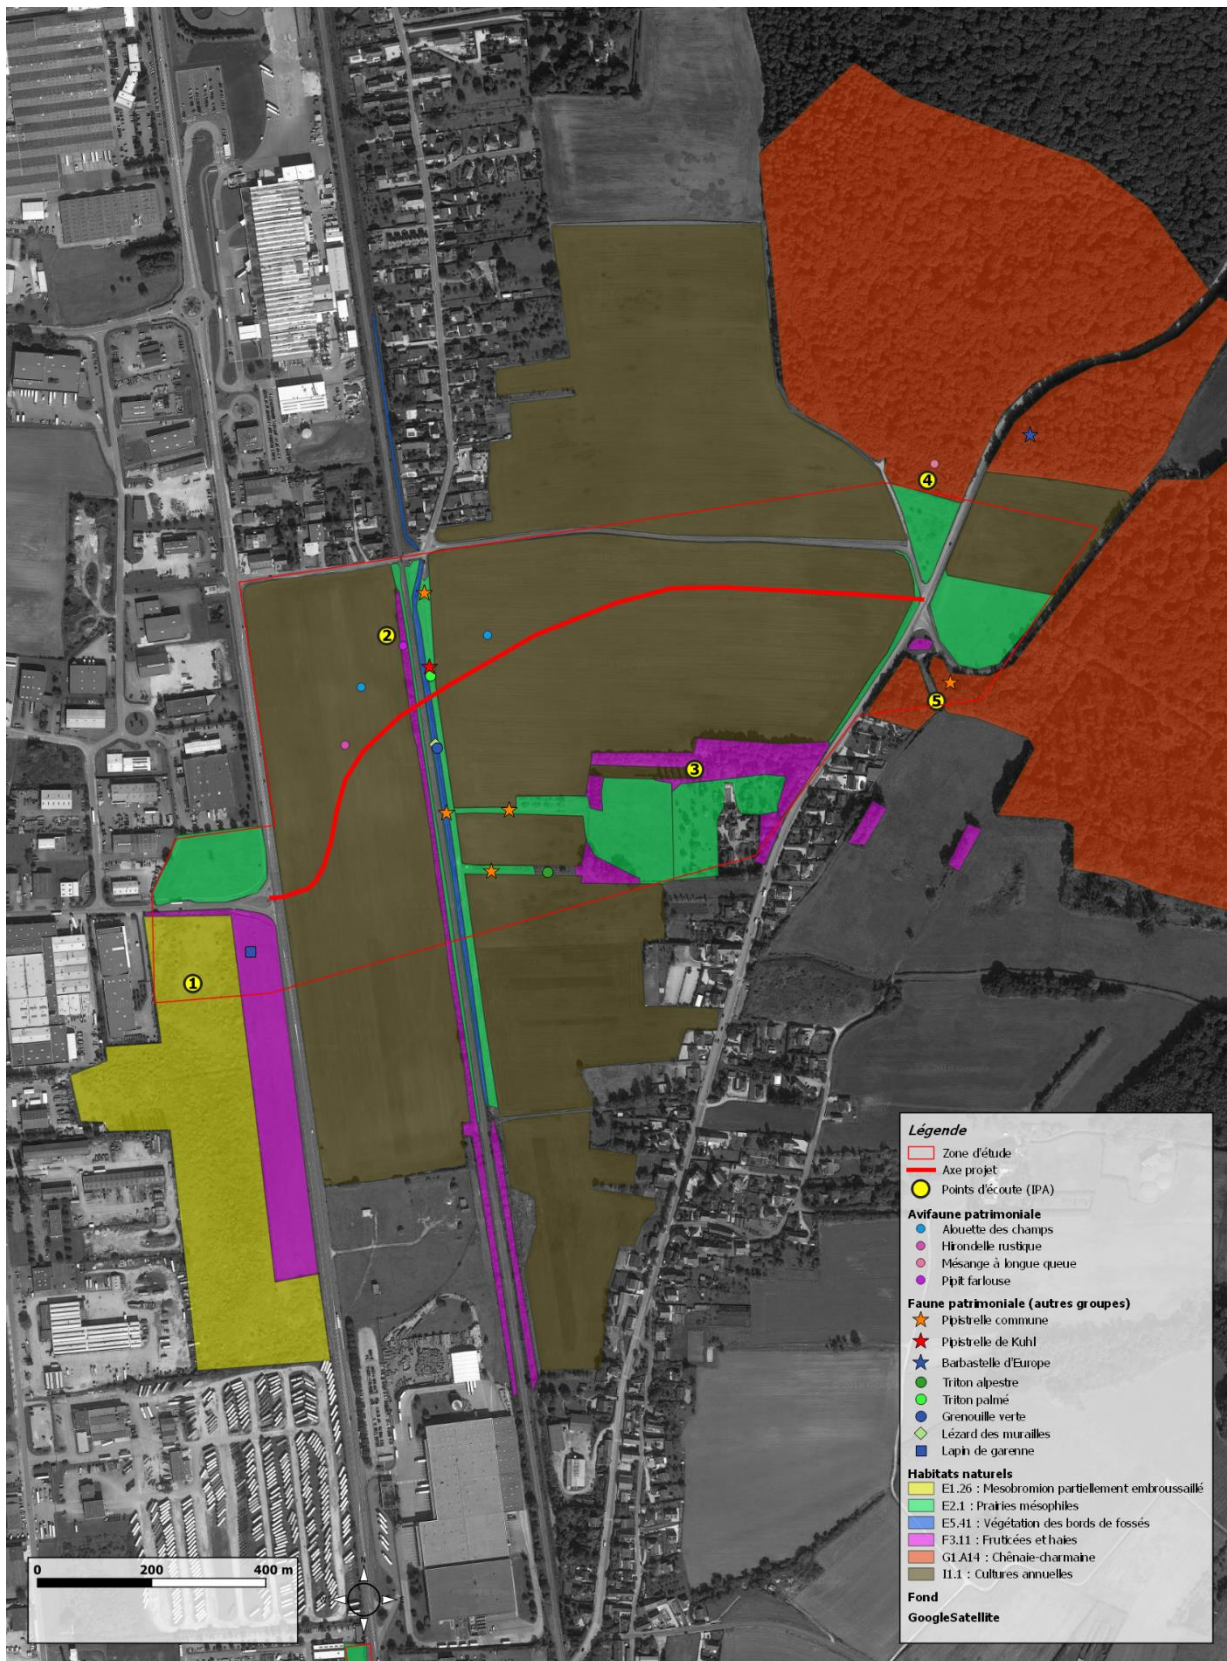 4
2
5
3
1
Légende
Zone d'étude
Axe projet
Points d'écoute (IPA)
Avifaune patrimoniale
Alouette des champs
Hirondelle rustique
Mésange à longue queue
Pipit farlouse
Faune patrimoniale (autres groupes)
Pipistrelle commune
Pipistrelle de Kuhl
Barbastelle d'Europe
Triton alpestre
Triton palmé
Grenouille verte
Lézard des murailles
Lapin de garenne
Habitats naturels
E1.26 : Mesobromion partiellement embroussaillé
E2.1 : Prairies mésophiles
E5.41 : Végétation des bords de fossés
F3.11 : Fruticées et haies
G1.A14 : Chênaie-charmaine
I1.1 : Cultures annuelles
Fond
GoogleSatellite
0 200 400 m